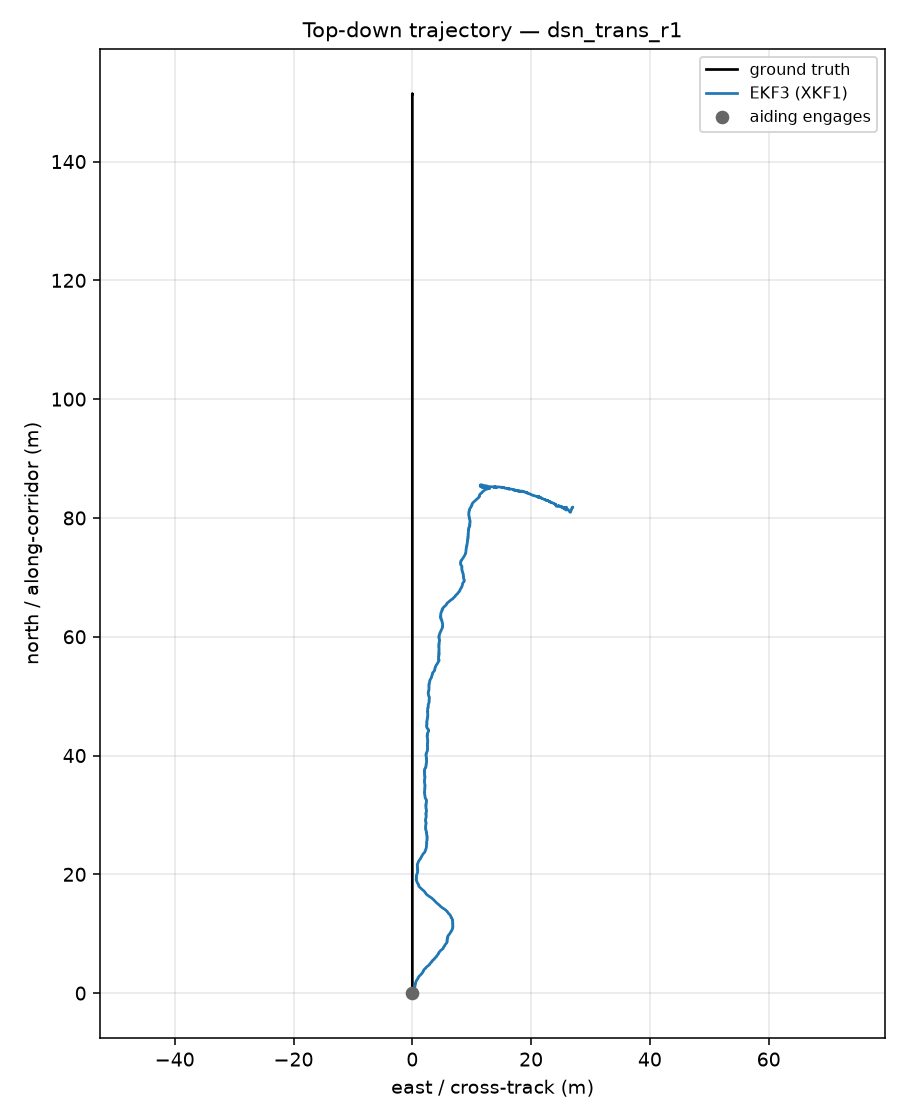 Top-down trajectory — dsn_trans_r1
ground truth
EKF3 (XKF1)
aiding engages
140
120
100
80
60
40
20
0
north / along-corridor (m)
−40 −20 0 20 40 60
east / cross-track (m)